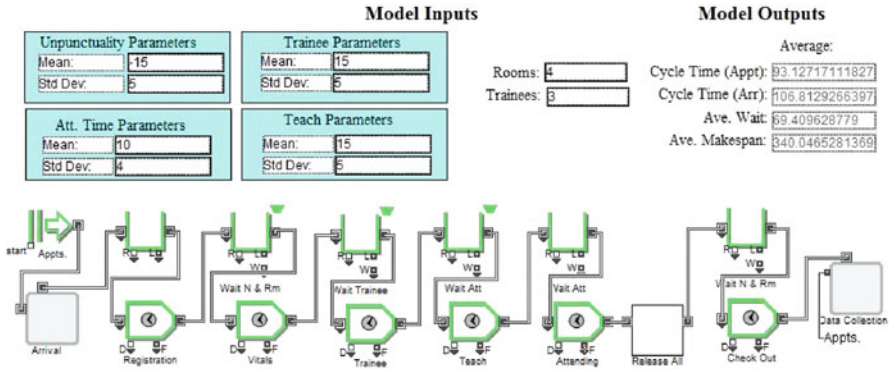 Model Inputs
Model Outputs
Unpunctuality Parameters
Mean: -15
Std Dev: 5
Trainee Parameters
Mean: 15
Std Dev: 5
Att. Time Parameters
Mean: 10
Std Dev: 4
Teach Parameters
Mean: 15
Std Dev: 5
Rooms: 4
Trainees: 3
Average:
Cycle Time (Appt): 93.12717111827
Cycle Time (Arr): 106.8129266397
Ave. Wait: 69.409628779
Ave. Makespan: 340.0465281369
start
Appts.
R L
R L W
R L W
R L W
R L W
R L W
Wait N & Rm
Wait Trainee
Wait Att
Wait Att
Wait N & Rm
Arrival
D F
Registration
D F
Vitals
D F
Trainee
D F
Teach
D F
Attending
Release All
D F
Check Out
Data Collection
Appts.